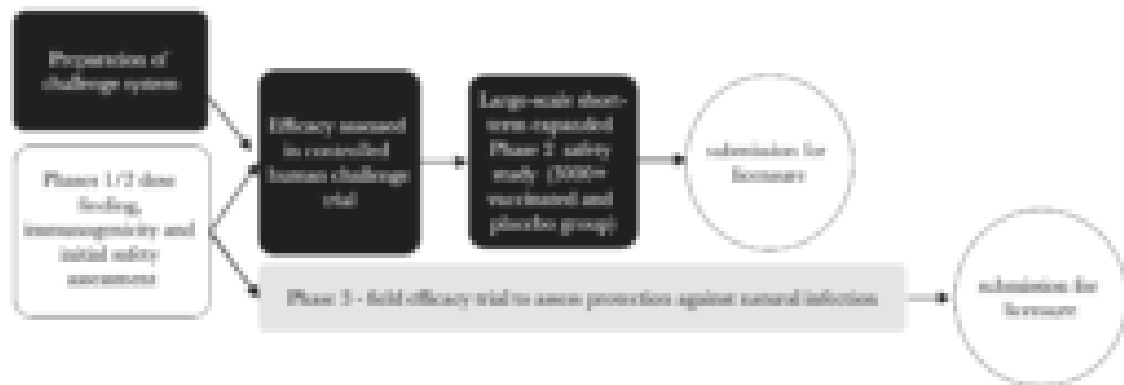 Preparation of
challenge system
Efficacy assessed
in controlled
human challenge
trial
Large-scale short-
term expanded
Phase 2 safety
study (3000+
vaccinated and
placebo group)
submission for
licensure
Phases 1/2 dose
finding,
immunogenicity and
initial safety
assessment
Phase 3 - field efficacy trial to assess protection against natural infection
submission for
licensure